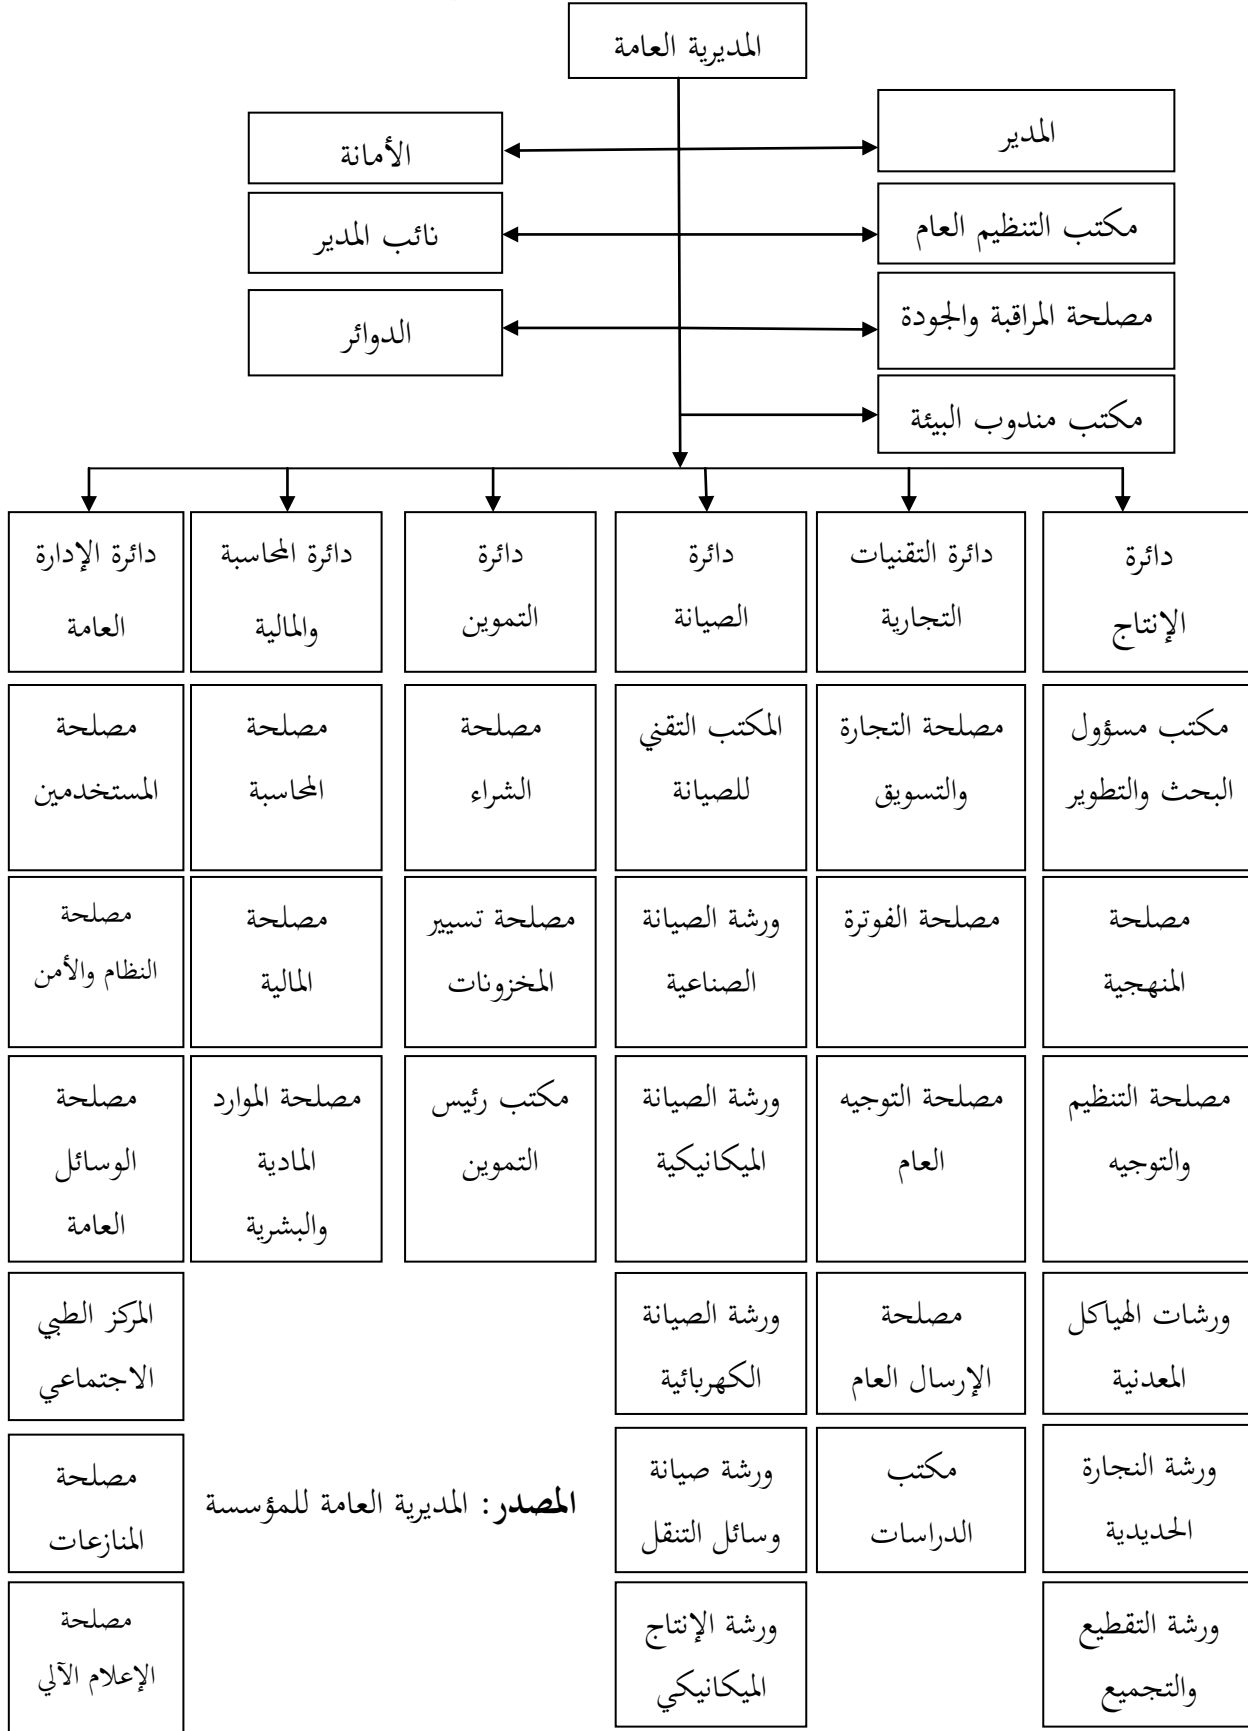 المديرية العامة
المدير
الأمانة
مكتب التنظيم العام
نائب المدير
مصلحة المراقبة والجودة
الدوائر
مكتب مندوب البيئة
دائرة
الإنتاج
دائرة التقنيات
التجارية
دائرة
الصيانة
دائرة
التموين
دائرة المحاسبة
والمالية
دائرة الإدارة
العامة
مكتب مسؤول
البحث والتطوير
مصلحة التجارة
والتسويق
المكتب التقني
للصيانة
مصلحة
الشراء
مصلحة
المحاسبة
مصلحة
المستخدمين
مصلحة
المنهجية
مصلحة الفوترة
ورشة الصيانة
الصناعية
مصلحة تسيير
المخزونات
مصلحة
المالية
مصلحة
النظام والأمن
مصلحة التنظيم
والتوجيه
مصلحة التوجيه
العام
ورشة الصيانة
الميكانيكية
مكتب رئيس
التموين
مصلحة الموارد
المادية
والبشرية
مصلحة
الوسائل
العامة
ورشات الهياكل
المعدنية
مصلحة
الإرسال العام
ورشة الصيانة
الكهربائية
المركز الطبي
الاجتماعي
ورشة النجارة
الحديدية
مكتب
الدراسات
ورشة صيانة
وسائل التنقل
المصدر: المديرية العامة للمؤسسة
مصلحة
المنازعات
ورشة التقطيع
والتجميع
ورشة الإنتاج
الميكانيكي
مصلحة
الإعلام الآلي